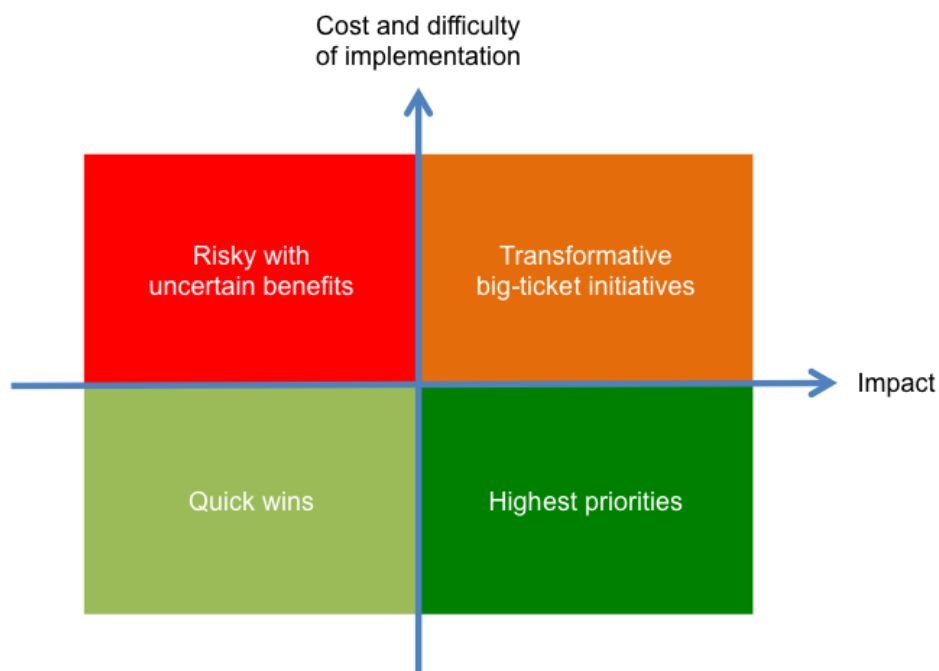 Cost and difficulty
of implementation
Risky with
uncertain benefits
Transformative
big-ticket initiatives
Impact
Quick wins
Highest priorities